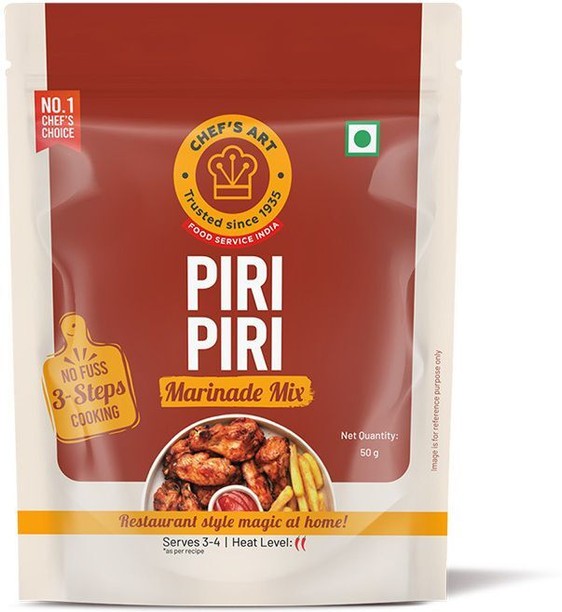 NO.1
CHEF'S
CHOICE
CHEF'S ART
Trusted since 1935
FOOD SERVICE INDIA
PIRI
PIRI
Marinade Mix
NO FUSS
3-Steps
COOKING
Net Quantity:
50 g
Image is for reference purpose only
Restaurant style magic at home!
Serves 3-4 | Heat Level:
*as per recipe